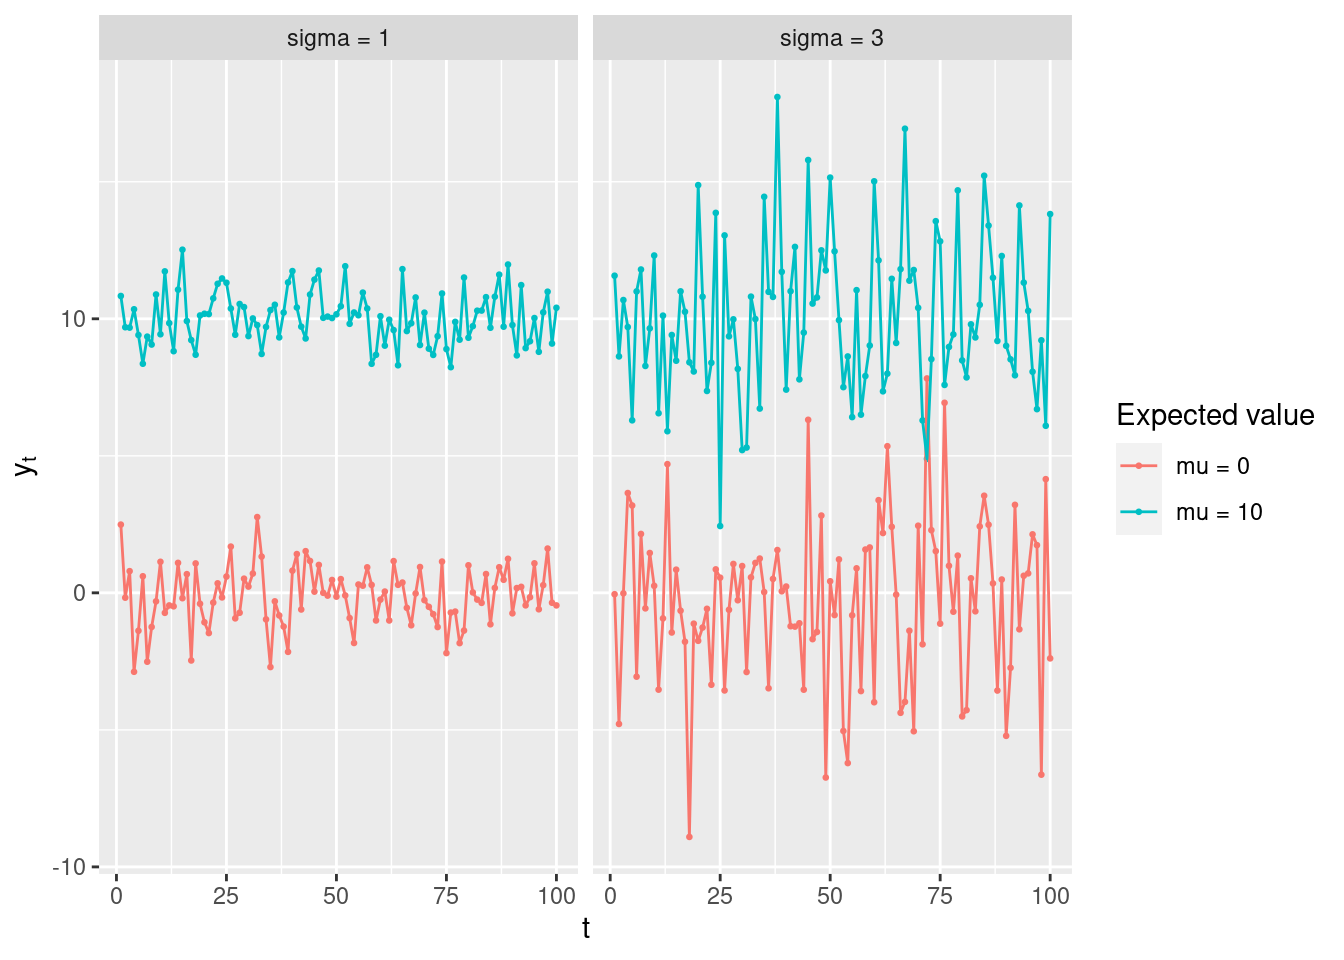 sigma = 1
sigma = 3
10
0
-10
yt
0 25 50 75 100
0 25 50 75 100
t
Expected value
mu = 0
mu = 10